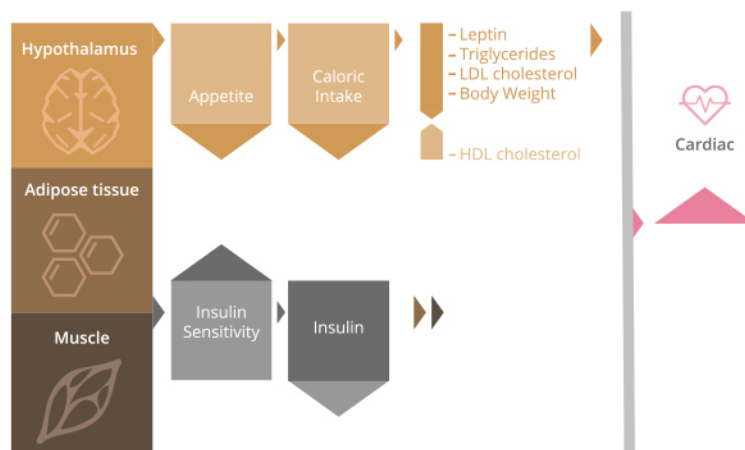 Hypothalamus
Appetite
Caloric
Intake
– Leptin
– Triglycerides
– LDL cholesterol
– Body Weight
– HDL cholesterol
Cardiac
Adipose tissue
Insulin
Sensitivity
Insulin
Muscle